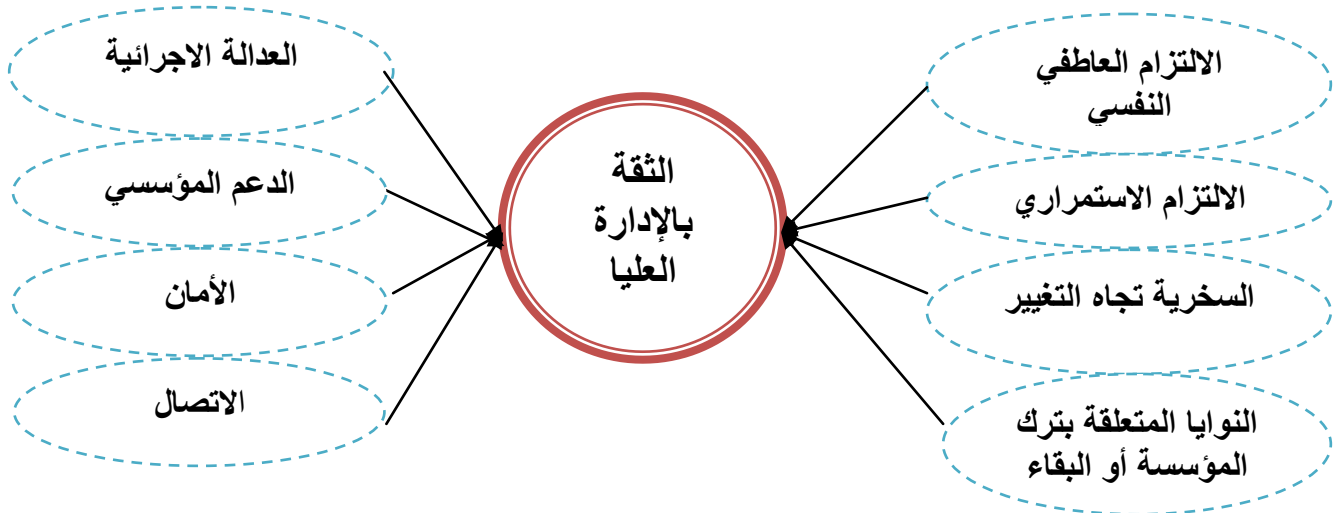 الالتزام العاطفي
النفسي
الالتزام الاستمراري
السخرية تجاه التغيير
النوايا المتعلقة بترك
المؤسسة أو البقاء
الثقة
بالإدارة
العليا
العدالة الاجرائية
الدعم المؤسسي
الأمان
الاتصال